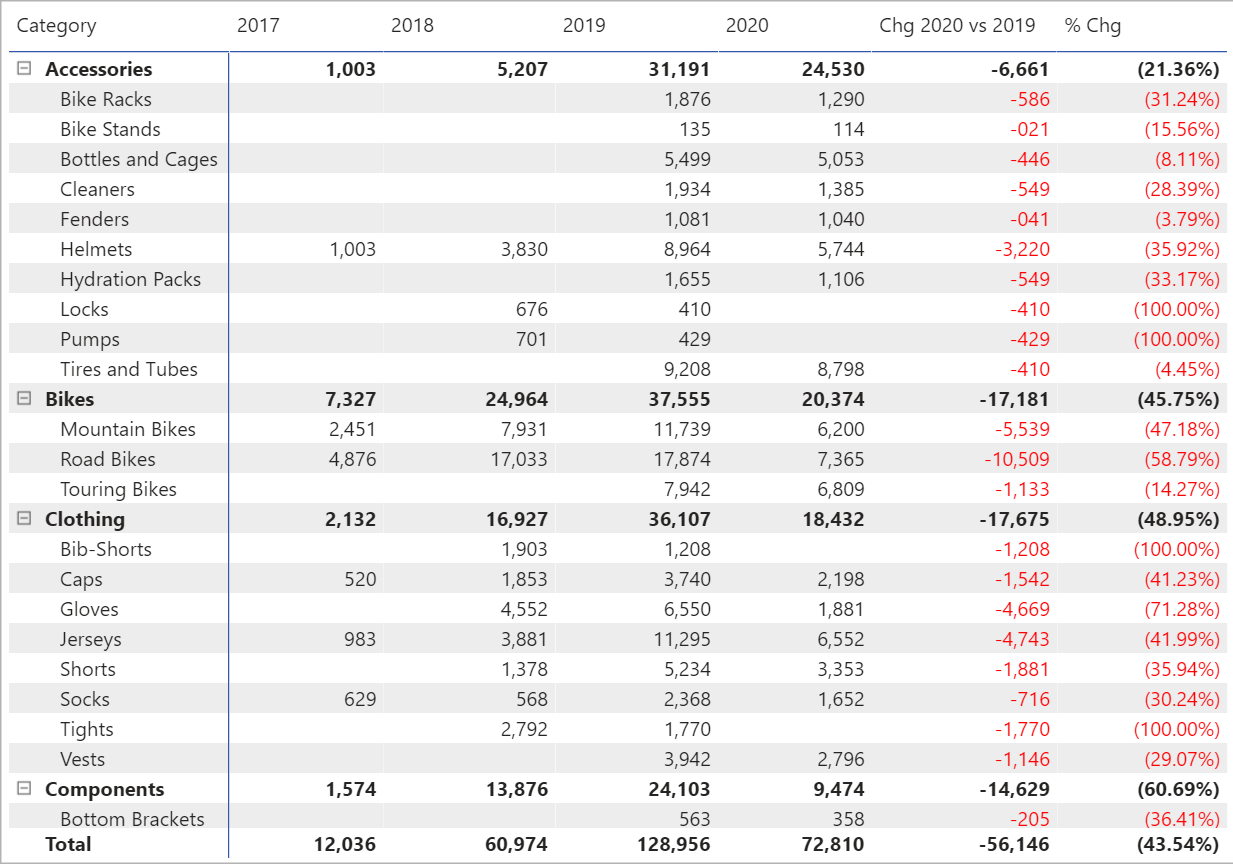 Category 2017 2018 2019 2020 Chg 2020 vs 2019 % Chg
Accessories 1,003 5,207 31,191 24,530 -6,661 (21.36%)
Bike Racks 1,876 1,290 -586 (31.24%)
Bike Stands 135 114 -021 (15.56%)
Bottles and Cages 5,499 5,053 -446 (8.11%)
Cleaners 1,934 1,385 -549 (28.39%)
Fenders 1,081 1,040 -041 (3.79%)
Helmets 1,003 3,830 8,964 5,744 -3,220 (35.92%)
Hydration Packs 1,655 1,106 -549 (33.17%)
Locks 676 410 -410 (100.00%)
Pumps 701 429 -429 (100.00%)
Tires and Tubes 9,208 8,798 -410 (4.45%)
Bikes 7,327 24,964 37,555 20,374 -17,181 (45.75%)
Mountain Bikes 2,451 7,931 11,739 6,200 -5,539 (47.18%)
Road Bikes 4,876 17,033 17,874 7,365 -10,509 (58.79%)
Touring Bikes 7,942 6,809 -1,133 (14.27%)
Clothing 2,132 16,927 36,107 18,432 -17,675 (48.95%)
Bib-Shorts 1,903 1,208 -1,208 (100.00%)
Caps 520 1,853 3,740 2,198 -1,542 (41.23%)
Gloves 4,552 6,550 1,881 -4,669 (71.28%)
Jerseys 983 3,881 11,295 6,552 -4,743 (41.99%)
Shorts 1,378 5,234 3,353 -1,881 (35.94%)
Socks 629 568 2,368 1,652 -716 (30.24%)
Tights 2,792 1,770 -1,770 (100.00%)
Vests 3,942 2,796 -1,146 (29.07%)
Components 1,574 13,876 24,103 9,474 -14,629 (60.69%)
Bottom Brackets 563 358 -205 (36.41%)
Total 12,036 60,974 128,956 72,810 -56,146 (43.54%)